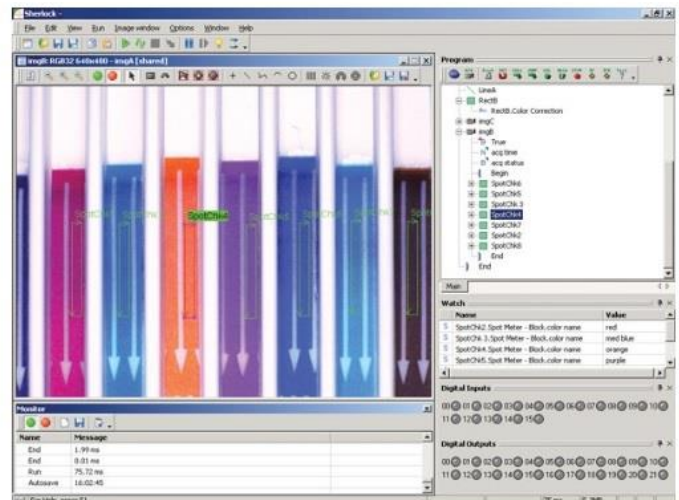 Sherlock -
File Edit View Run Image window Options Window Help
imgB: RGB32 640x480 - imgA [shared]
Program
LineA
RectB
RectB.Color Correction
imgC
imgB
True
acq time
acq status
Begin
SpotChk6
SpotChk5
SpotChk 3
SpotChk4
SpotChk7
SpotChk2
SpotChk8
End
End
Main
SpotChk4
Watch
Name Value
SpotChk2.Spot Meter - Block.color name red
SpotChk 3.Spot Meter - Block.color name med blue
SpotChk4.Spot Meter - Block.color name orange
SpotChk5.Spot Meter - Block.color name purple
Digital Inputs
00 01 02 03 04 05 06 07 08 09 10
11 12 13 14 15
Digital Outputs
00 01 02 03 04 05 06 07 08 09 10
11 12 13 14 15 16 17 18 19 20 21
Monitor
Name Message
End 1.99 ms
End 0.01 ms
Run 75.72 ms
Autosave 16:02:45